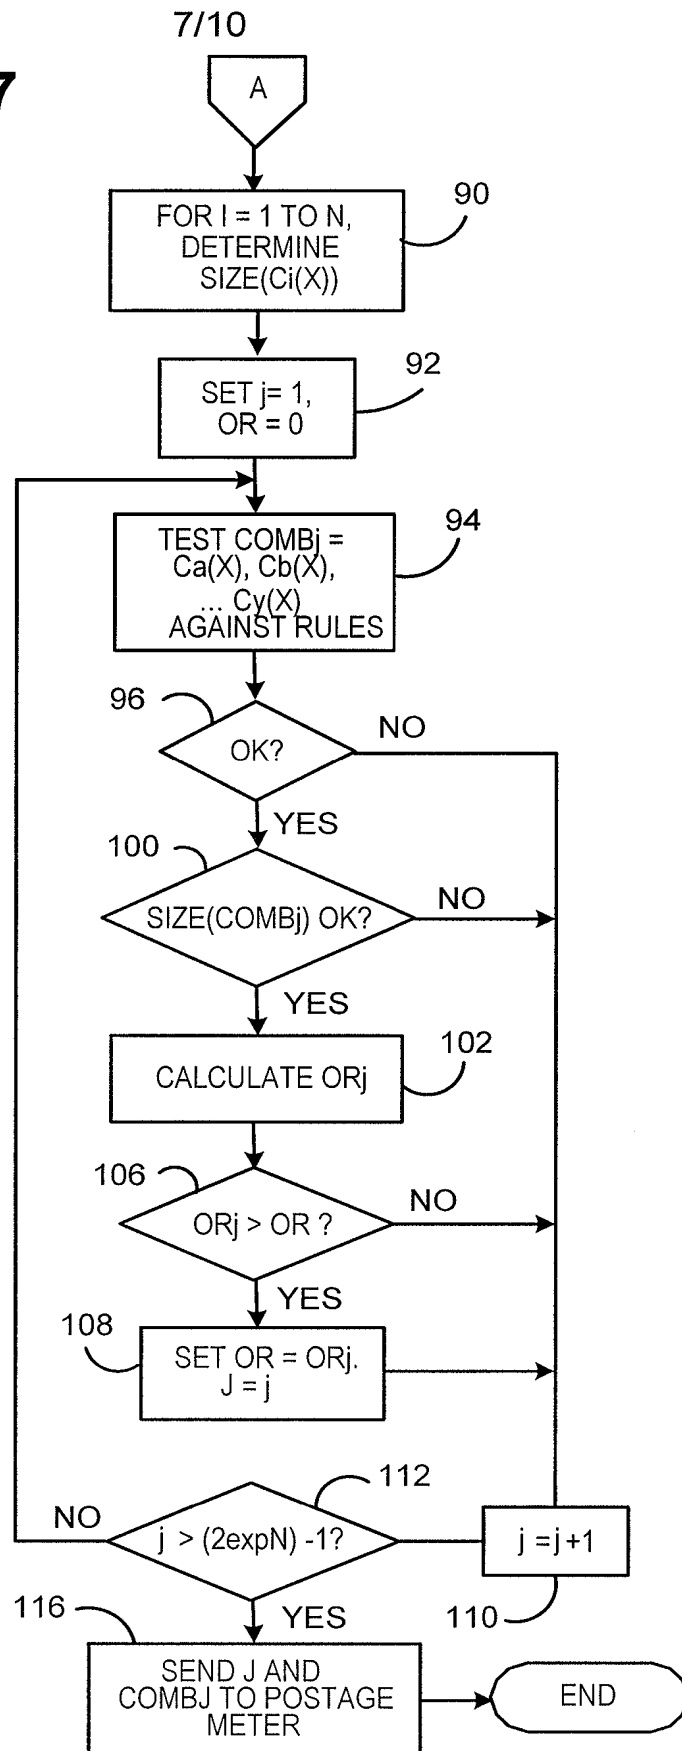 7/10
7
A
FOR I = 1 TO N,
DETERMINE
SIZE(Ci(X))
90
SET j= 1,
OR = 0
92
TEST COMBj =
Ca(X), Cb(X),
... Cy(X)
AGAINST RULES
94
96
OK?
NO
YES
100
SIZE(COMBj) OK?
NO
YES
CALCULATE ORj
102
106
ORj > OR ?
NO
YES
108
SET OR = ORj.
J = j
112
NO
j > (2expN) -1?
j =j+1
110
YES
116
SEND J AND
COMBJ TO POSTAGE
METER
END